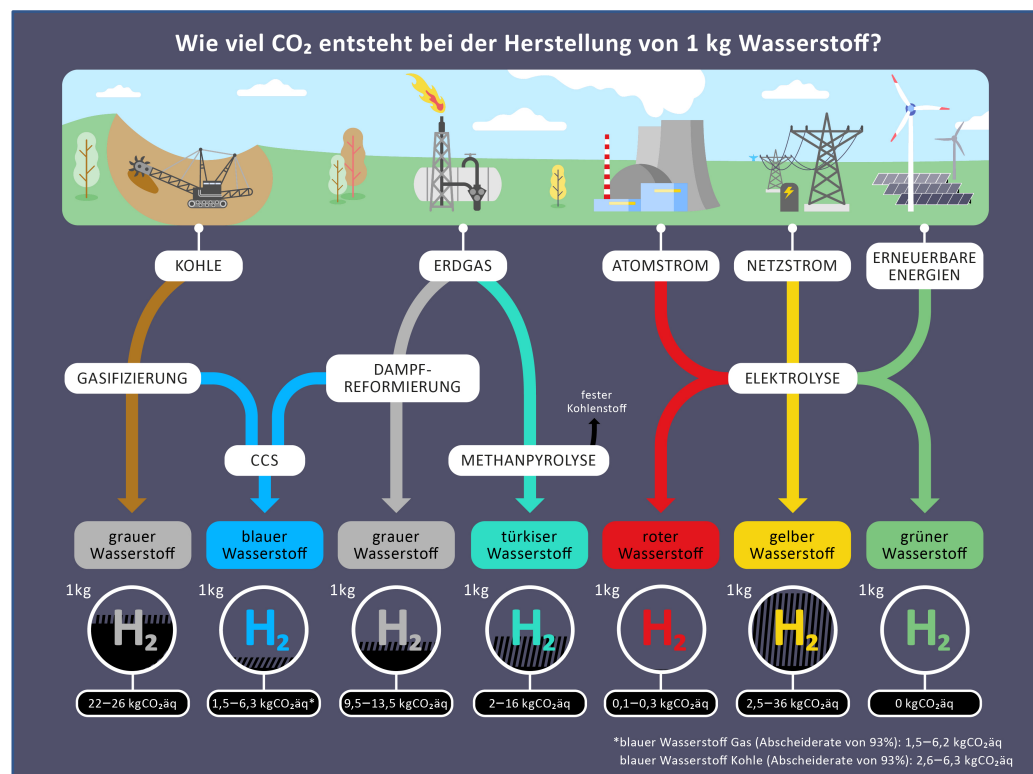 Wie viel CO₂ entsteht bei der Herstellung von 1 kg Wasserstoff?
KOHLE
ERDGAS
ATOMSTROM
NETZSTROM
ERNEUERBARE
ENERGIEN
GASIFIZIERUNG
DAMPF-
REFORMIERUNG
ELEKTROLYSE
fester
Kohlenstoff
CCS
METHANPYROLYSE
grauer
Wasserstoff
blauer
Wasserstoff
grauer
Wasserstoff
türkiser
Wasserstoff
roter
Wasserstoff
gelber
Wasserstoff
grüner
Wasserstoff
1kg
H₂
1kg
H₂
1kg
H₂
1kg
H₂
1kg
H₂
1kg
H₂
1kg
H₂
22–26 kgCO₂äq
1,5–6,3 kgCO₂äq*
9,5–13,5 kgCO₂äq
2–16 kgCO₂äq
0,1–0,3 kgCO₂äq
2,5–36 kgCO₂äq
0 kgCO₂äq
*blauer Wasserstoff Gas (Abscheiderate von 93%): 1,5–6,2 kgCO₂äq
blauer Wasserstoff Kohle (Abscheiderate von 93%): 2,6–6,3 kgCO₂äq